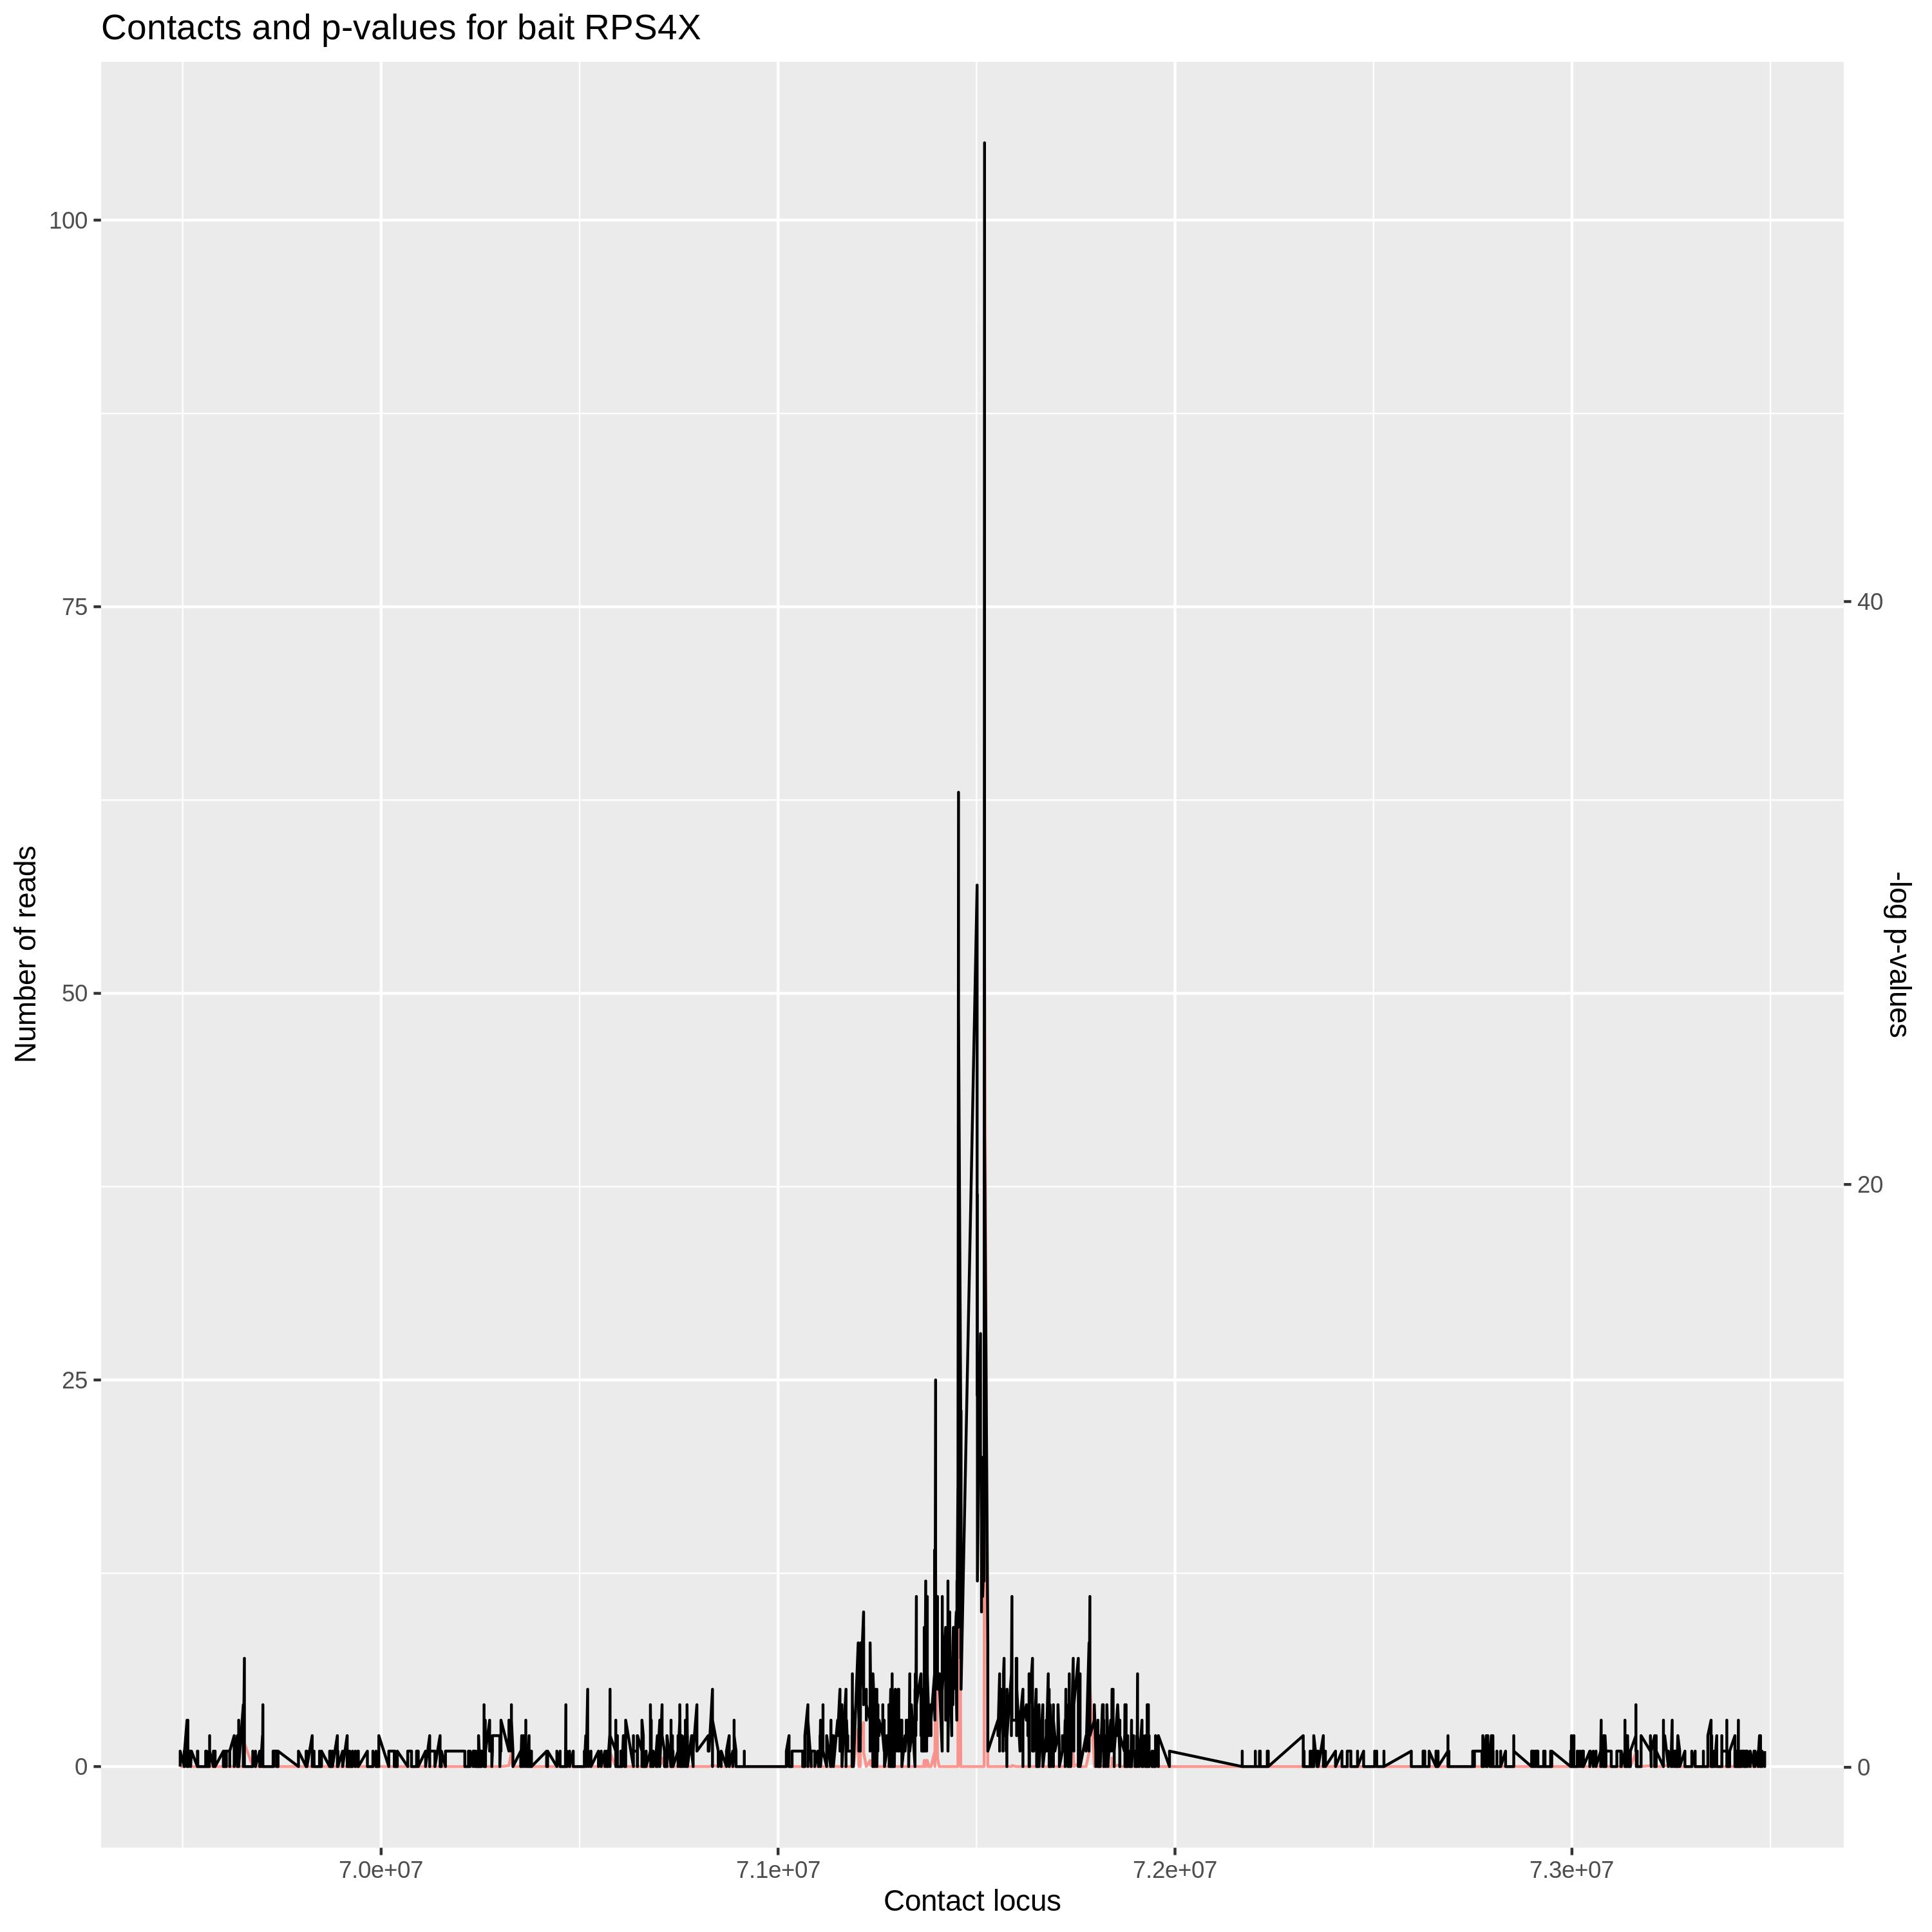 Contacts and p-values for bait RPS4X
100
75
50
25
0
Number of reads
40
20
0
-log p-values
7.0e+07
7.1e+07
7.2e+07
7.3e+07
Contact locus